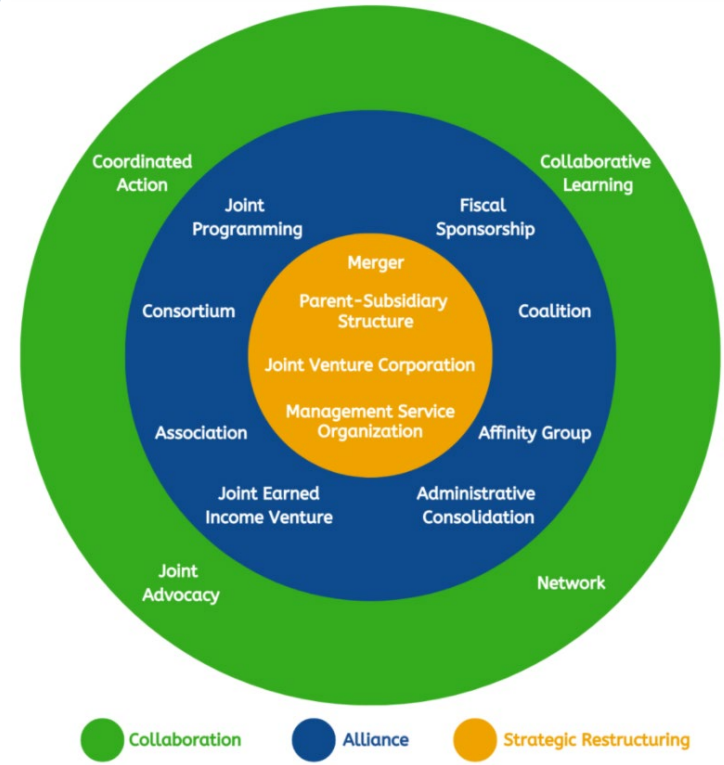 Coordinated
Action
Collaborative
Learning
Joint
Programming
Fiscal
Sponsorship
Merger
Parent-Subsidiary
Structure
Consortium
Coalition
Joint Venture Corporation
Management Service
Organization
Association
Affinity Group
Joint Earned
Income Venture
Administrative
Consolidation
Joint
Advocacy
Network
Collaboration
Alliance
Strategic Restructuring